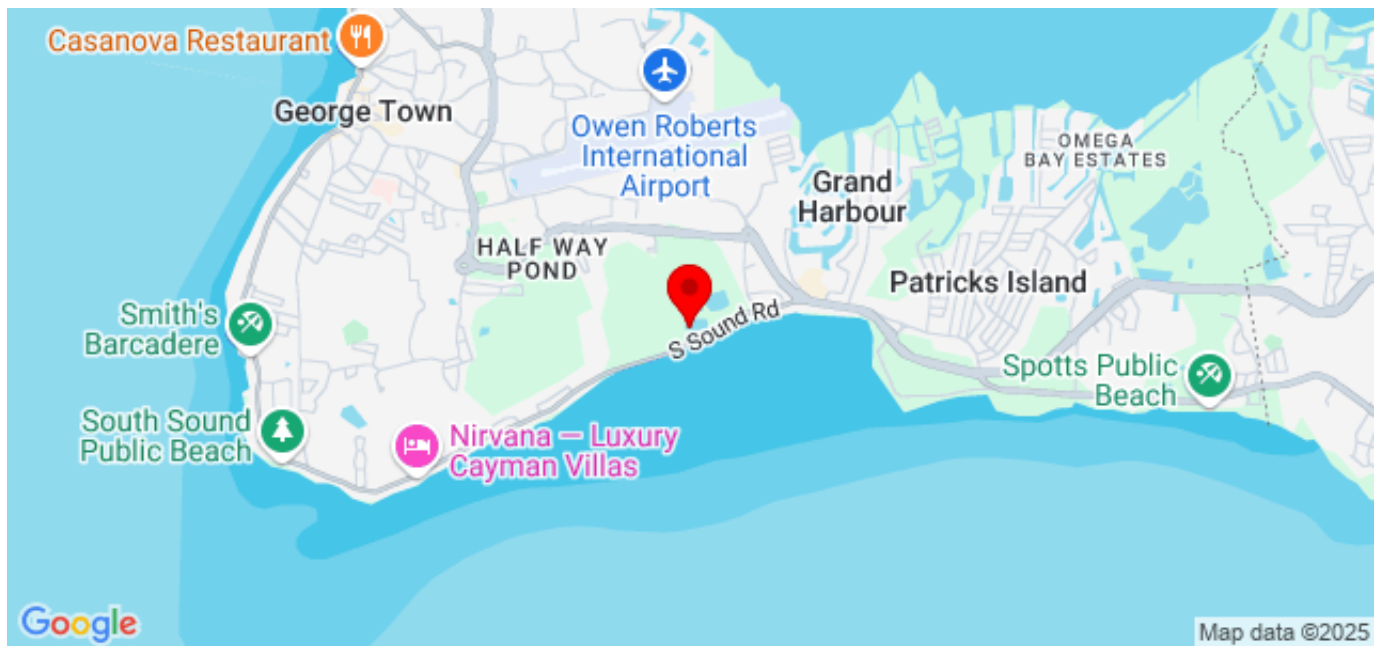 Casanova Restaurant
George Town
Owen Roberts
International
Airport
OMEGA
BAY ESTATES
Grand
Harbour
HALF WAY
POND
Patricks Island
S Sound Rd
Smith's
Barcadere
Spotts Public
Beach
South Sound
Public Beach
Nirvana — Luxury
Cayman Villas
Google
Map data ©2025